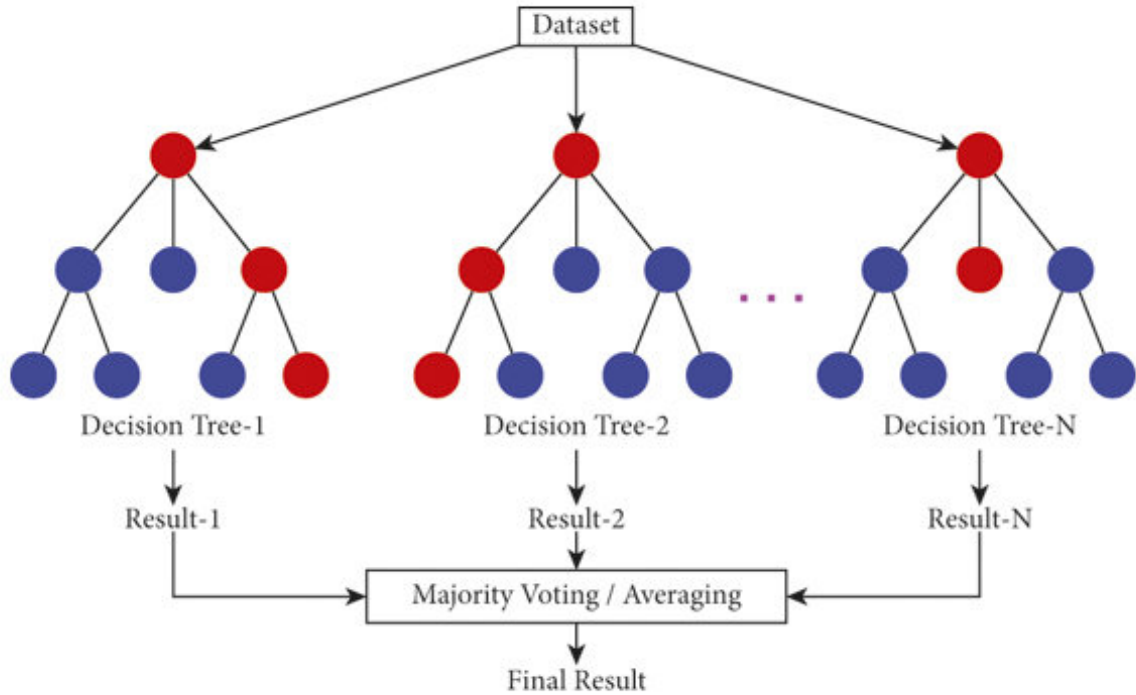 Dataset
Decision Tree-1
Decision Tree-2
Decision Tree-N
Result-1
Result-2
Result-N
Majority Voting / Averaging
Final Result